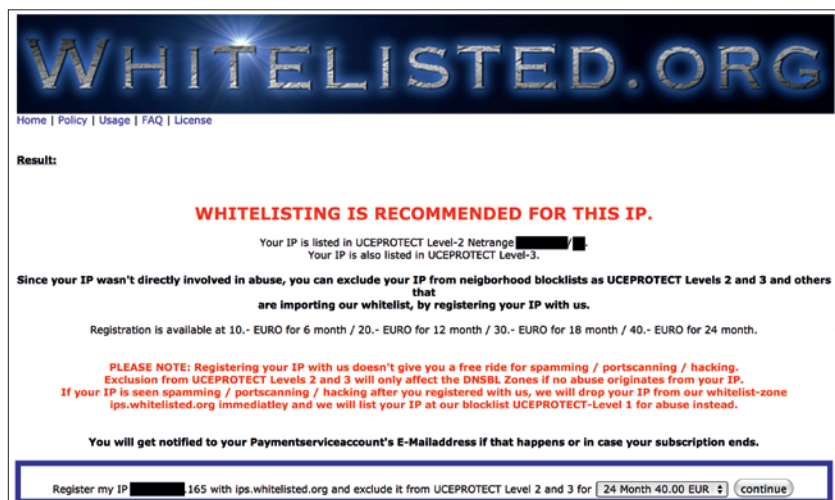 WHITELISTED.ORG
Home | Policy | Usage | FAQ | License
Result:
WHITELISTING IS RECOMMENDED FOR THIS IP.
Your IP is listed in UCEPROTECT Level-2 Netrange / .
Your IP is also listed in UCEPROTECT Level-3.
Since your IP wasn't directly involved in abuse, you can exclude your IP from neigborhood blocklists as UCEPROTECT Levels 2 and 3 and others
that
are importing our whitelist, by registering your IP with us.
Registration is available at 10.- EURO for 6 month / 20.- EURO for 12 month / 30.- EURO for 18 month / 40.- EURO for 24 month.
PLEASE NOTE: Registering your IP with us doesn't give you a free ride for spamming / portscanning / hacking.
Exclusion from UCEPROTECT Levels 2 and 3 will only affect the DNSBL Zones if no abuse originates from your IP.
If your IP is seen spamming / portscanning / hacking after you registered with us, we will drop your IP from our whitelist-zone
ips.whitelisted.org immediatley and we will list your IP at our blocklist UCEPROTECT-Level 1 for abuse instead.
You will get notified to your Paymentserviceaccount's E-Mailaddress if that happens or in case your subscription ends.
Register my IP .165 with ips.whitelisted.org and exclude it from UCEPROTECT Level 2 and 3 for 24 Month 40.00 EUR continue